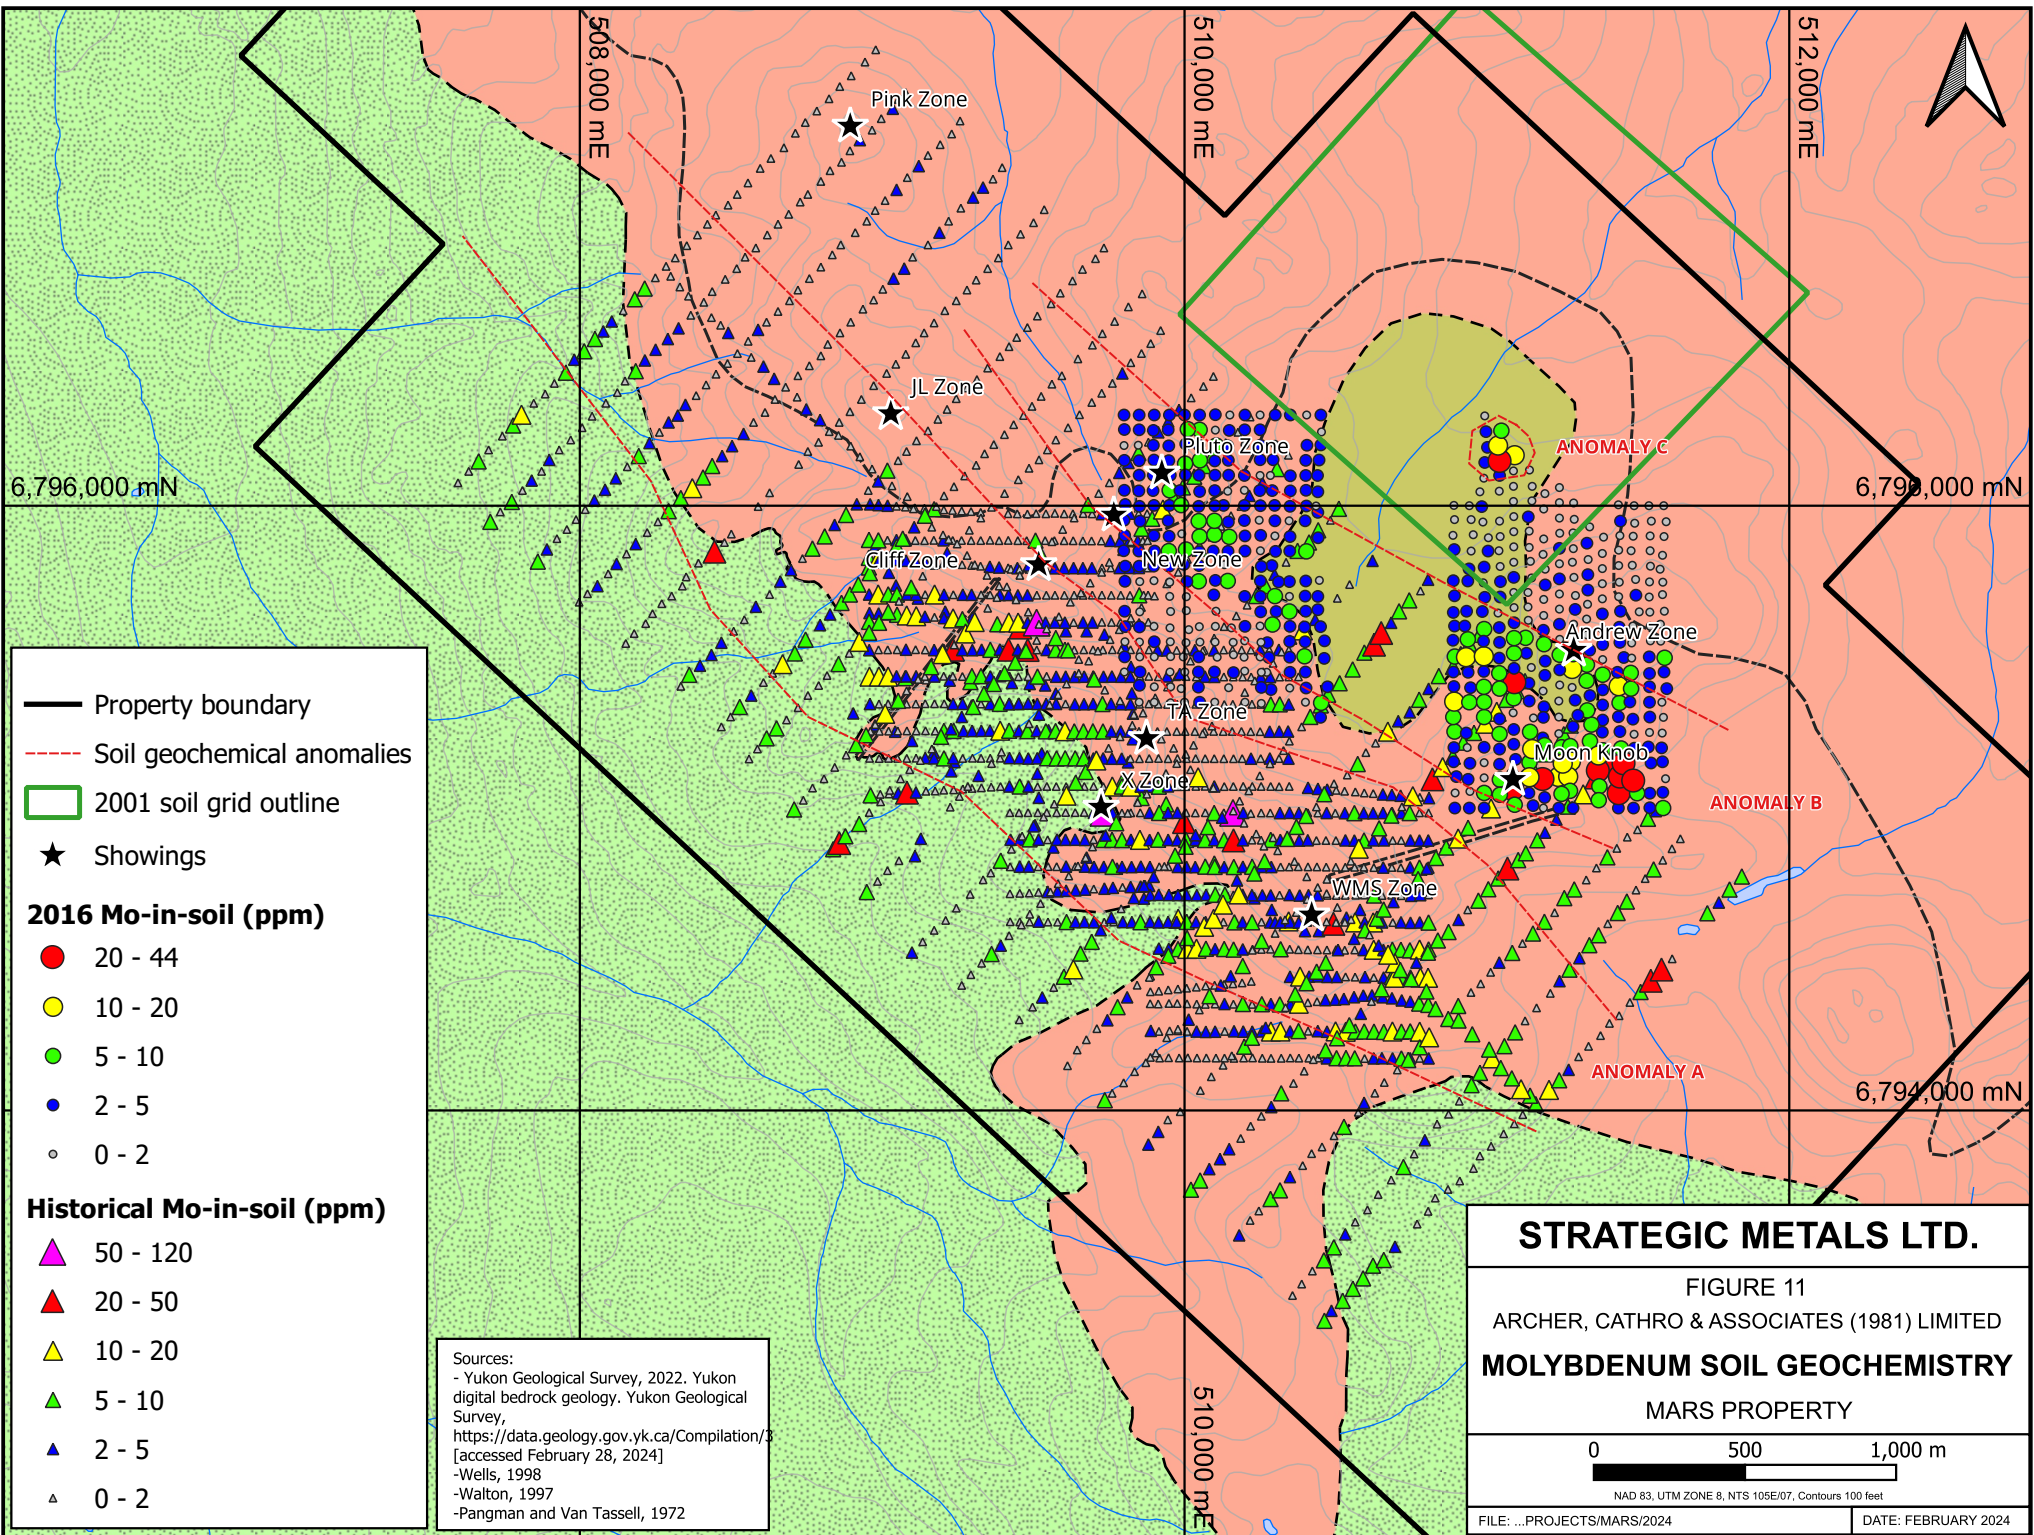 508,000 mE
510,000 mE
512,000 mE
Pink Zone
JL Zone
Pluto Zone
ANOMALY C
6,796,000 mN
6,796,000 mN
Cliff Zone
New Zone
Andrew Zone
TA Zone
Moon Knob
X Zone
ANOMALY B
WMS Zone
ANOMALY A
6,794,000 mN
510,000 mE
Property boundary
Soil geochemical anomalies
2001 soil grid outline
Showings
2016 Mo-in-soil (ppm)
20 - 44
10 - 20
5 - 10
2 - 5
0 - 2
Historical Mo-in-soil (ppm)
50 - 120
20 - 50
10 - 20
5 - 10
2 - 5
0 - 2
Sources:
- Yukon Geological Survey, 2022. Yukon
digital bedrock geology. Yukon Geological
Survey,
https://data.geology.gov.yk.ca/Compilation/3
[accessed February 28, 2024]
-Wells, 1998
-Walton, 1997
-Pangman and Van Tassell, 1972
STRATEGIC METALS LTD.
FIGURE 11
ARCHER, CATHRO & ASSOCIATES (1981) LIMITED
MOLYBDENUM SOIL GEOCHEMISTRY
MARS PROPERTY
0 500 1,000 m
NAD 83, UTM ZONE 8, NTS 105E/07, Contours 100 feet
FILE: ...PROJECTS/MARS/2024
DATE: FEBRUARY 2024